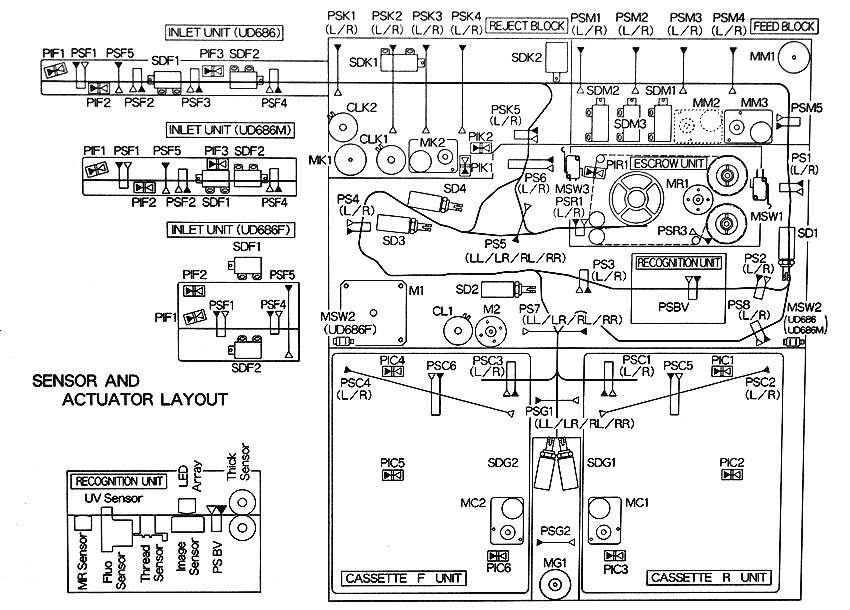 INLET UNIT (UD686)
PIF1
PSF1
PSF5
SDF1
PIF3
SDF2
PIF2
PSF2
PSF3
PSF4
INLET UNIT (UD686M)
PIF1
PSF1
PSF5
PIF3
SDF2
PIF2
PSF2
SDF1
PSF4
INLET UNIT (UD686F)
SDF1
PIF2
PSF5
PSF1
PSF4
PIF1
SDF2
SENSOR AND
ACTUATOR LAYOUT
RECOGNITION UNIT
UV Sensor
LED
Array
Thick
Sensor
MR Sensor
Fluo
Sensor
Thread
Sensor
Image
Sensor
PS BV
PSK1
(L/R)
PSK2
(L/R)
PSK3
(L/R)
PSK4
(L/R)
REJECT BLOCK
PSM1
(L/R)
PSM2
(L/R)
PSM3
(L/R)
PSM4
(L/R)
FEED BLOCK
SDK1
SDK2
MM1
CLK2
SDM2
SDM1
PSK5
(L/R)
SDM3
MM2
MM3
PSM5
CLK1
MK1
MK2
PIK2
PIK1
PS6
(L/R)
MSW3
PIR1
ESCROW UNIT
PS1
(L/R)
PS4
(L/R)
SD4
PSR1
(L/R)
MR1
MSW1
SD3
PS5
(LL/LR/RL/RR)
PSR3
SD1
RECOGNITION UNIT
PS3
(L/R)
PS2
(L/R)
M1
SD2
PSBV
MSW2
(UD686F)
CL1
M2
PS7
(LL/LR/RL/RR)
PS8
(L/R)
MSW2
(UD686
UD686M)
PIC4
PSC6
PSC3
(L/R)
PSC1
(L/R)
PSC5
PIC1
PSC4
(L/R)
PSC2
(L/R)
PSG1
(LL/LR/RL/RR)
PIC5
SDG2
SDG1
PIC2
MC2
MC1
PSG2
PIC6
MG1
PIC3
CASSETTE F UNIT
CASSETTE R UNIT